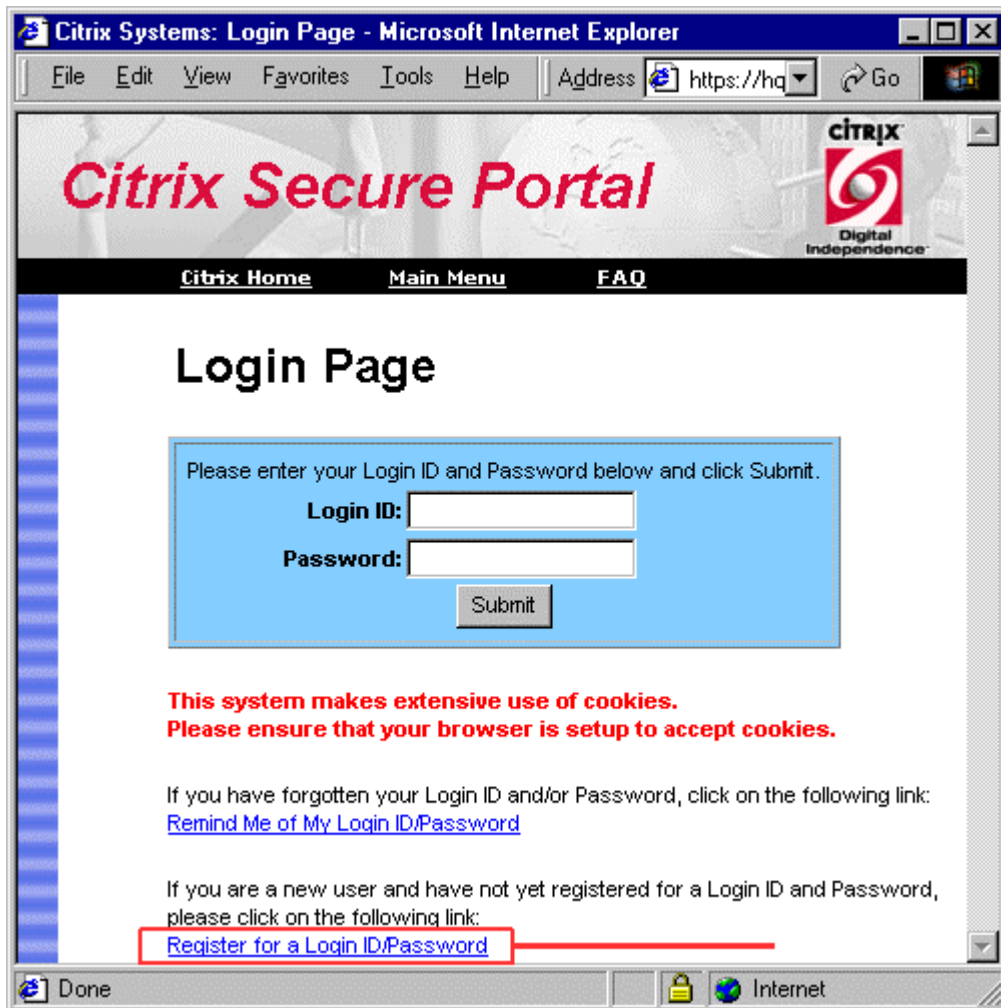 Citrix Systems: Login Page - Microsoft Internet Explorer
File Edit View Favorites Tools Help Address https://hq Go
Citrix Secure Portal
CITRIX
Digital
Independence
Citrix Home Main Menu FAQ
Login Page
Please enter your Login ID and Password below and click Submit.
Login ID:
Password:
Submit
This system makes extensive use of cookies.
Please ensure that your browser is setup to accept cookies.
If you have forgotten your Login ID and/or Password, click on the following link:
Remind Me of My Login ID/Password
If you are a new user and have not yet registered for a Login ID and Password,
please click on the following link:
Register for a Login ID/Password
Done Internet